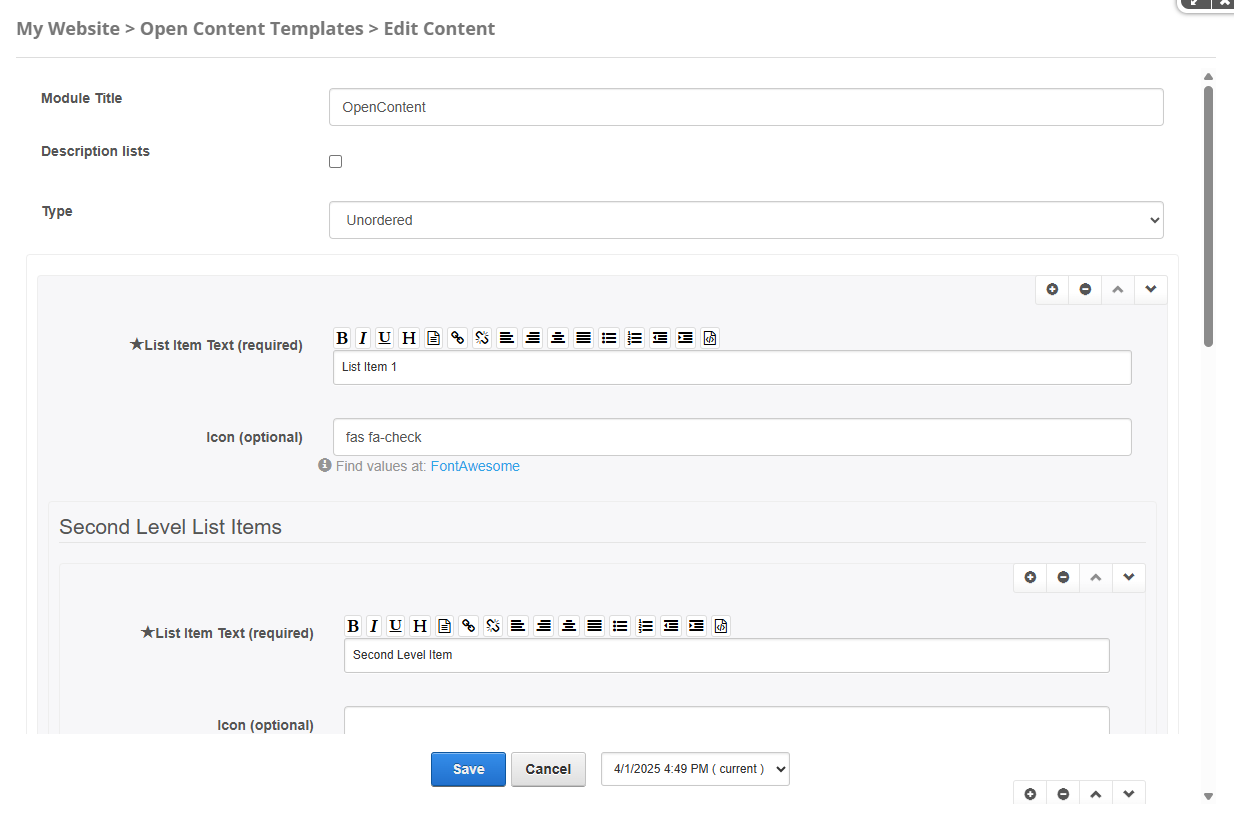 My Website > Open Content Templates > Edit Content
Module Title
OpenContent
Description lists
Type
Unordered
B I U H
★List Item Text (required)
List Item 1
Icon (optional)
fas fa-check
Find values at: FontAwesome
Second Level List Items
B I U H
★List Item Text (required)
Second Level Item
Icon (optional)
Save
Cancel
4/1/2025 4:49 PM ( current )